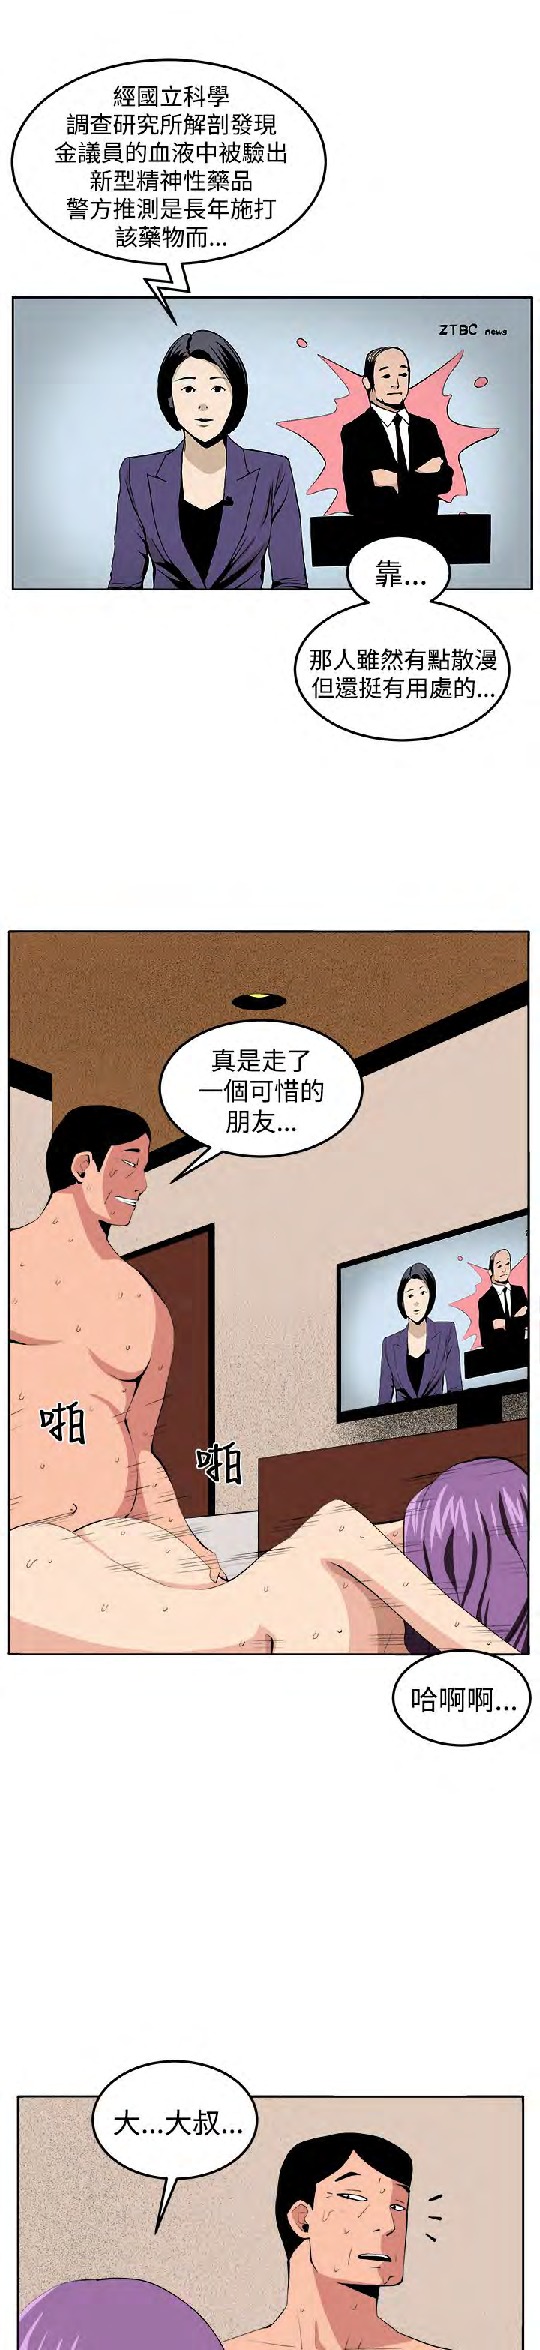 經國立科學
調查研究所解剖發現
金議員的血液中被驗出
新型精神性藥品
警方推測是長年施打
該藥物而...
ZTBC news
靠...
那人雖然有點散漫
但還挺有用處的...
真是走了
一個可惜的
朋友...
啪
啪
哈啊啊...
大...大叔...